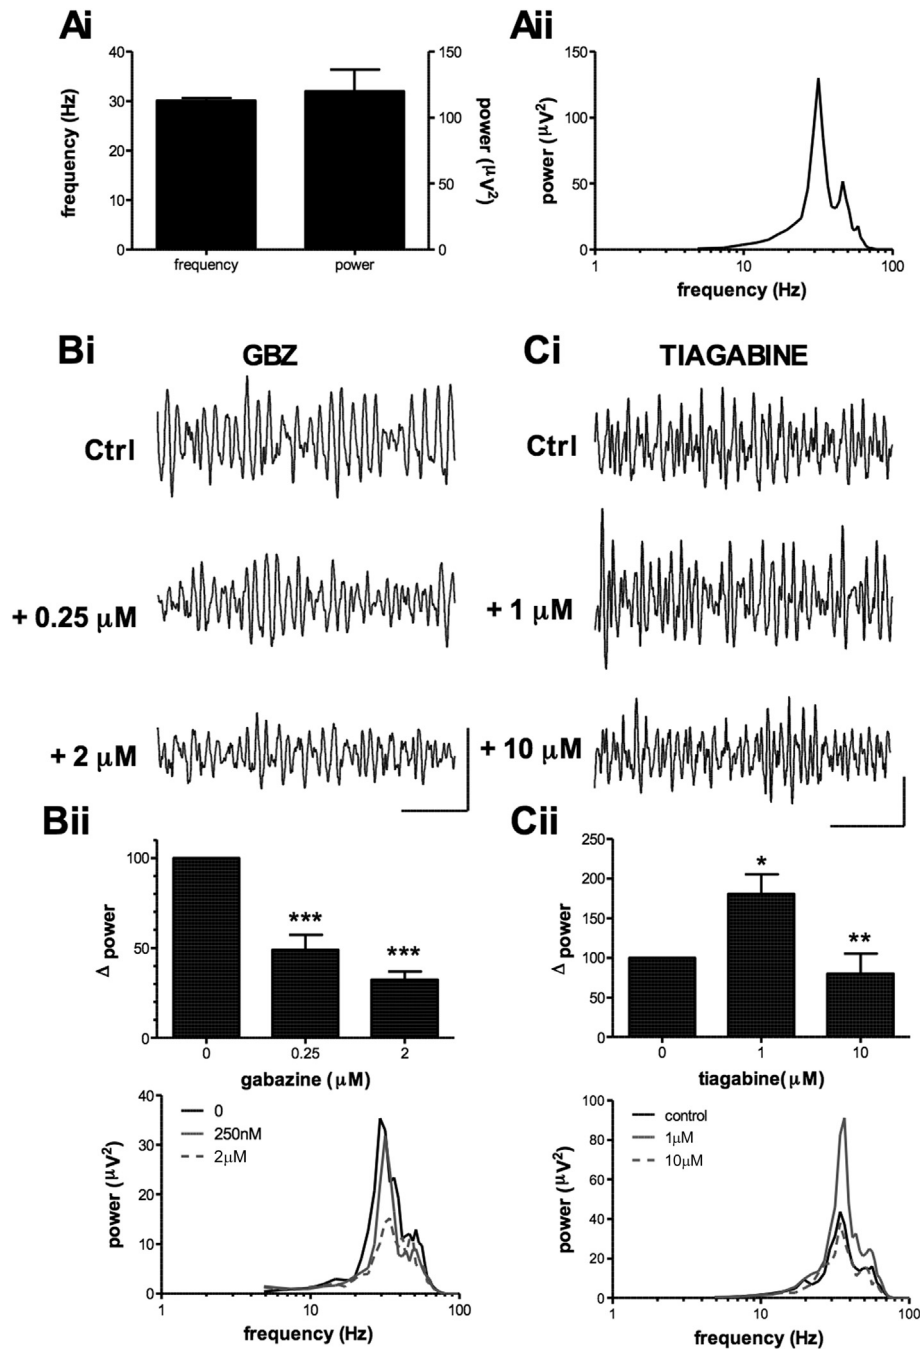 Ai
40
30
20
10
0
frequency (Hz)
frequency
power
150
100
50
0
power (µV²)
Aii
150
100
50
0
power (µV²)
1
10
100
frequency (Hz)
Bi
GBZ
Ctrl
+ 0.25 µM
+ 2 µM
Ci
TIAGABINE
Ctrl
+ 1 µM
+ 10 µM
Bii
100
50
0
Δ power
***
***
0
0.25
2
gabazine (µM)
40
30
20
10
0
power (µV²)
0
250nM
2µM
1
10
100
frequency (Hz)
Cii
250
200
150
100
50
0
Δ power
*
**
0
1
10
tiagabine(µM)
100
80
60
40
20
0
power (µV²)
control
1µM
10µM
1
10
100
frequency (Hz)